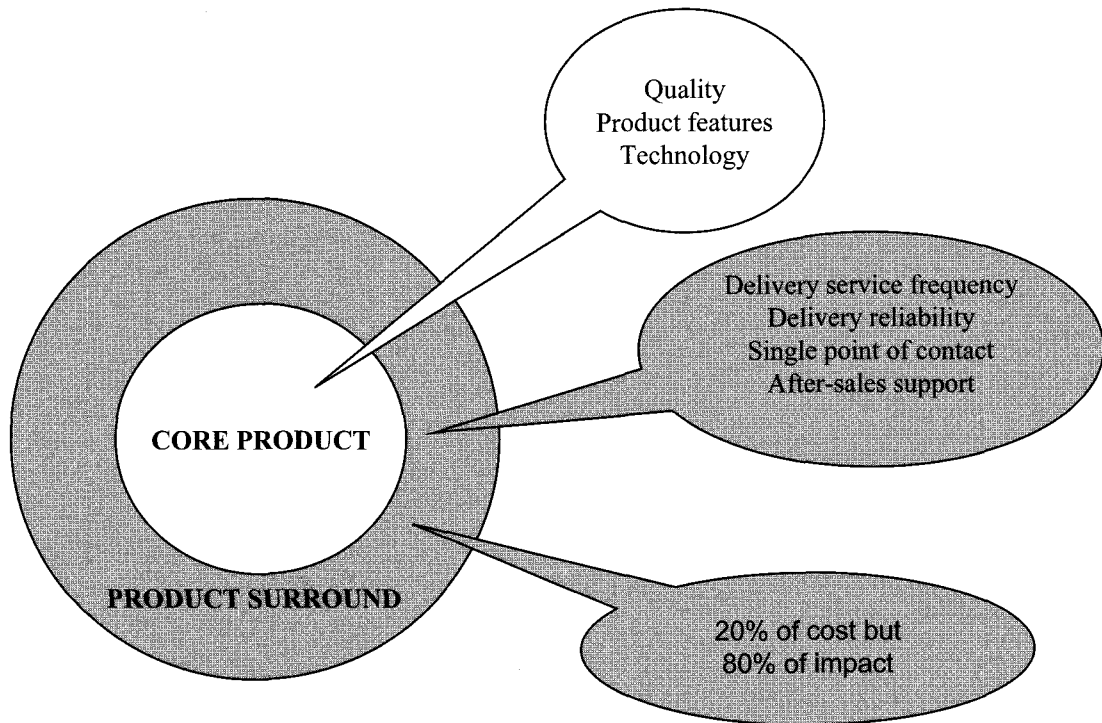 Quality
Product features
Technology
Delivery service frequency
Delivery reliability
Single point of contact
After-sales support
CORE PRODUCT
PRODUCT SURROUND
20% of cost but
80% of impact